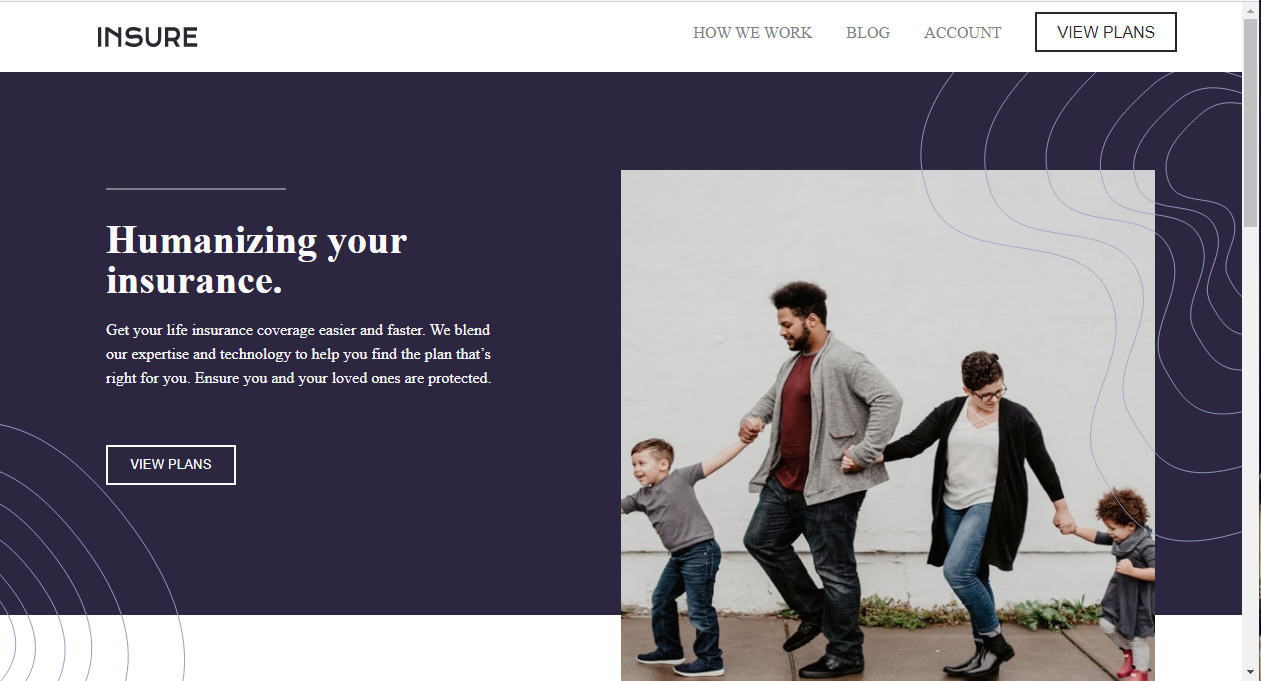 INSURE
HOW WE WORK BLOG ACCOUNT VIEW PLANS
Humanizing your
insurance.
Get your life insurance coverage easier and faster. We blend
our expertise and technology to help you find the plan that's
right for you. Ensure you and your loved ones are protected.
VIEW PLANS